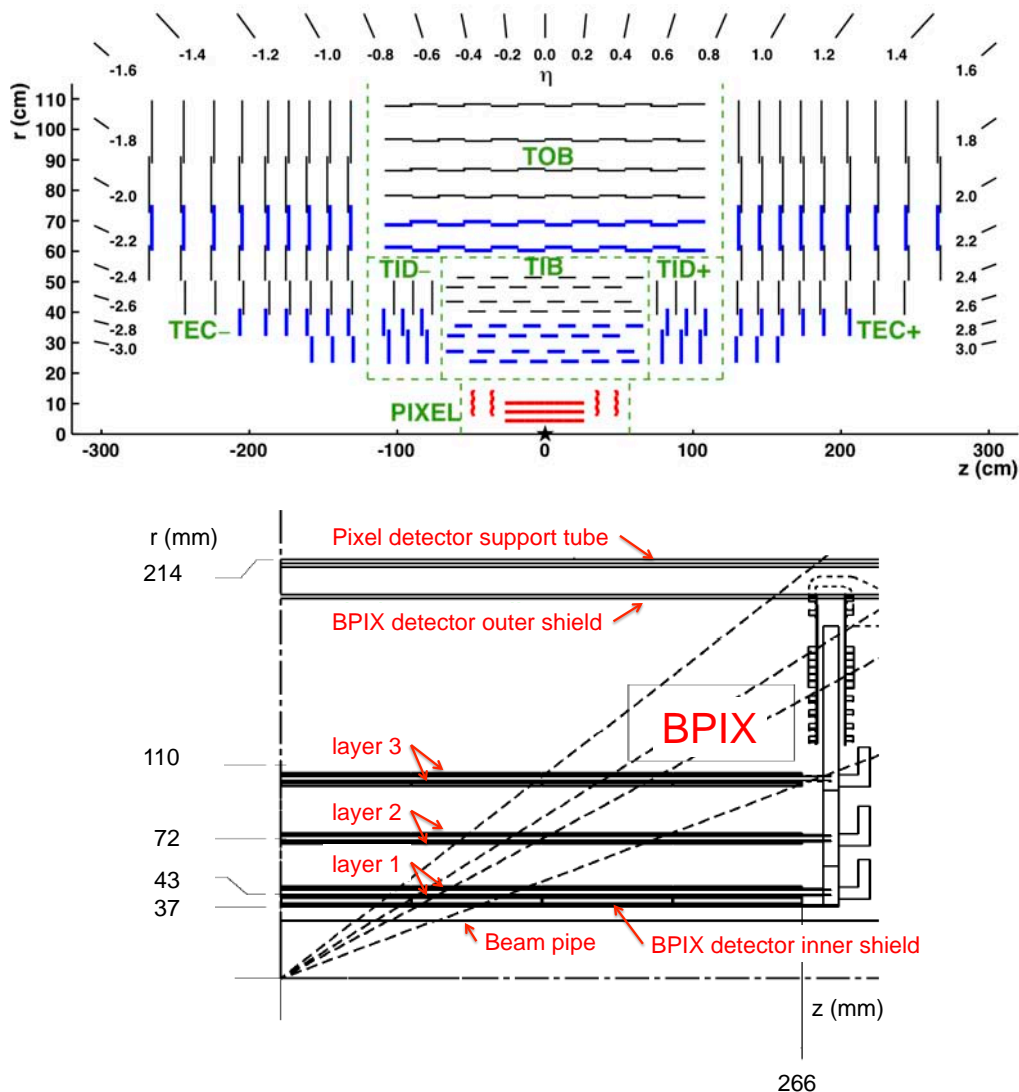 -1.4 -1.2 -1.0 -0.8 -0.6 -0.4 -0.2 0.0 0.2 0.4 0.6 0.8 1.0 1.2 1.4
-1.6 η 1.6
r (cm)
110
100
90
80
70
60
50
40
30
20
10
0
-1.8
-2.0
-2.2
-2.4
-2.6
-2.8
-3.0
TOB
TID− TIB TID+
TEC− TEC+
PIXEL
1.8
2.0
2.2
2.4
2.6
2.8
3.0
-300 -200 -100 0 100 200 300
z (cm)
r (mm)
214
110
72
43
37
Pixel detector support tube
BPIX detector outer shield
BPIX
layer 3
layer 2
layer 1
Beam pipe
BPIX detector inner shield
z (mm)
266